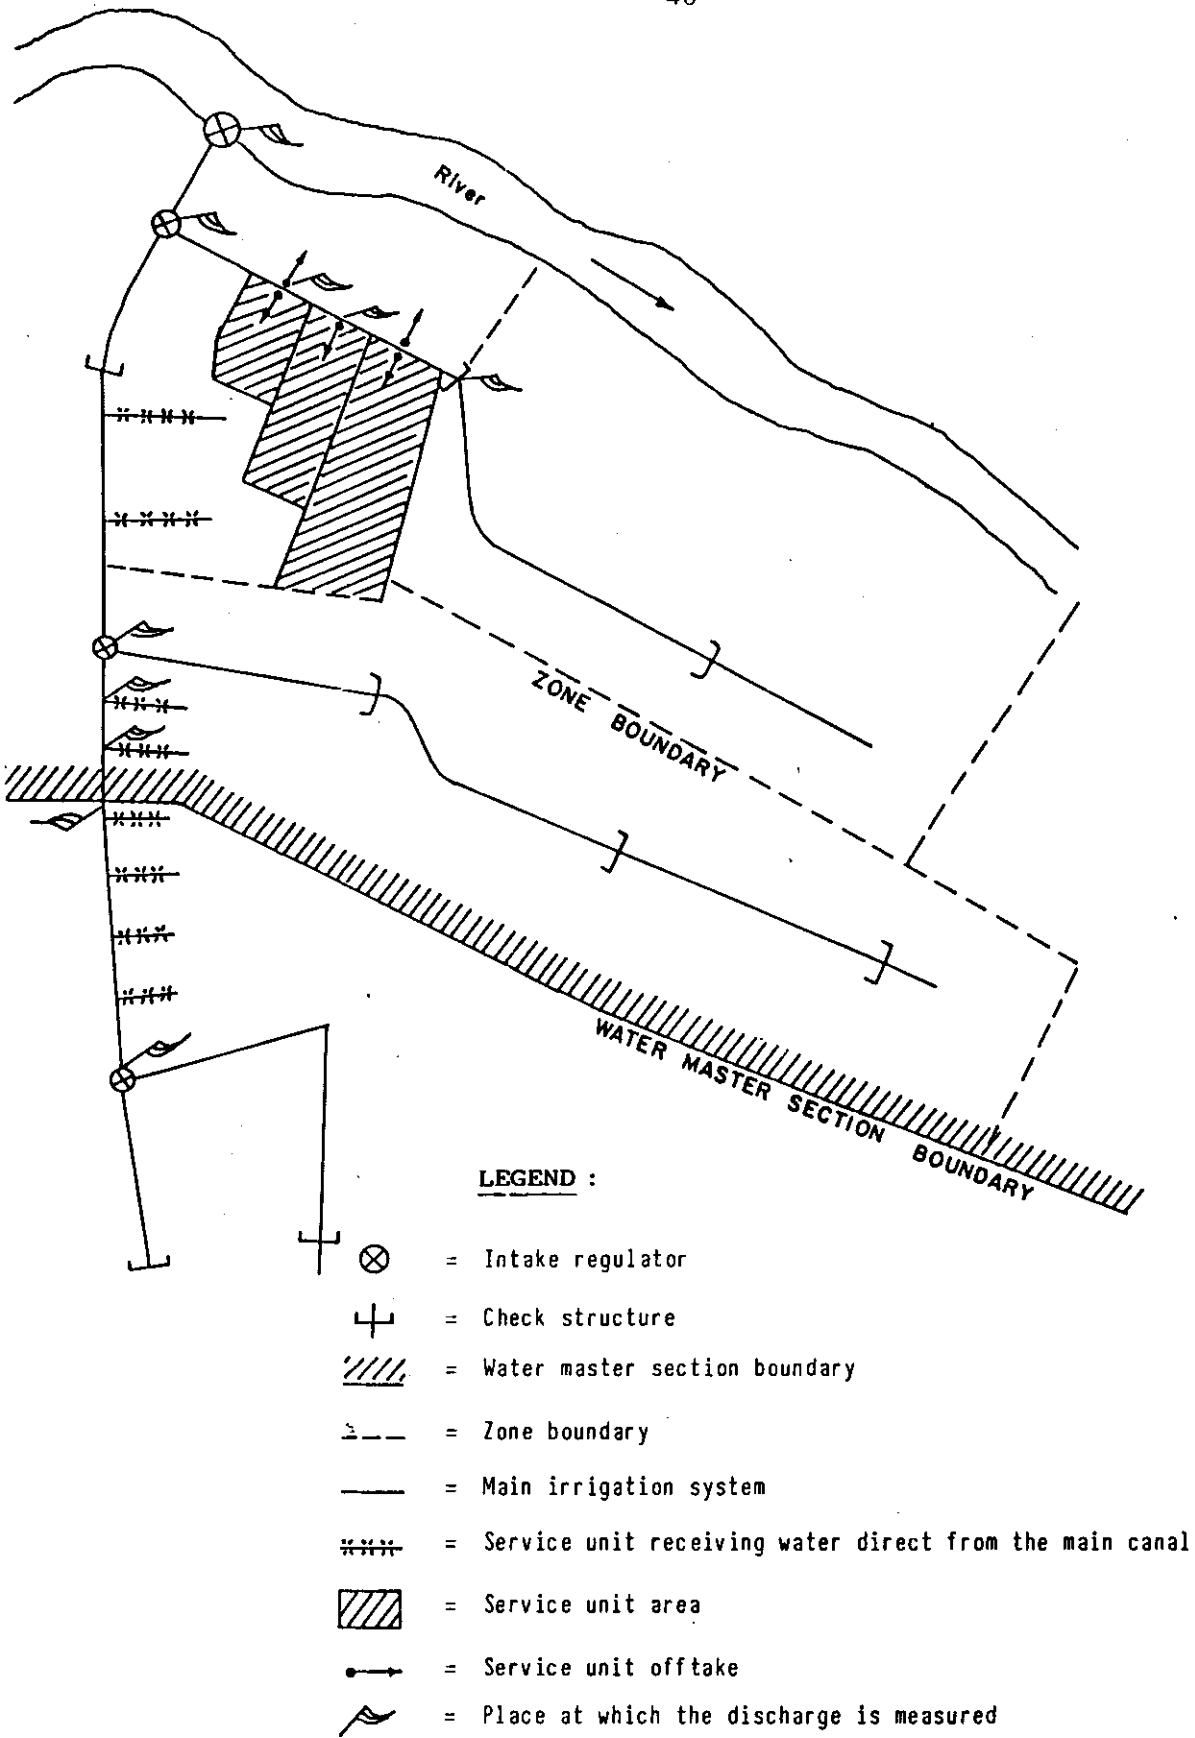 River
ZONE BOUNDARY
WATER MASTER SECTION BOUNDARY
LEGEND :
= Intake regulator
= Check structure
= Water master section boundary
= Zone boundary
= Main irrigation system
= Service unit receiving water direct from the main canal
= Service unit area
= Service unit offtake
= Place at which the discharge is measured